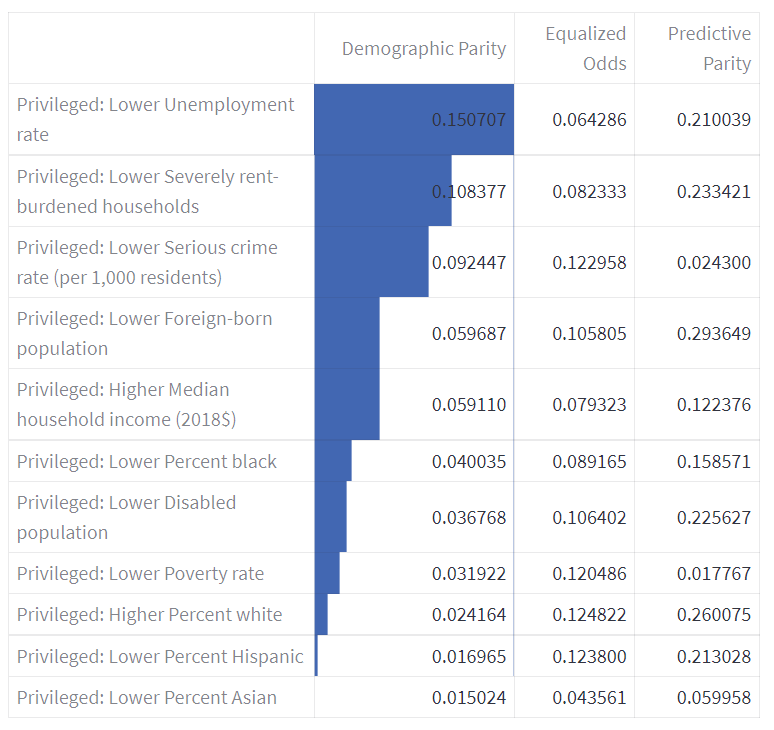 Demographic Parity Equalized Odds Predictive Parity
Privileged: Lower Unemployment
rate 0.150707 0.064286 0.210039
Privileged: Lower Severely rent-
burdened households 0.108377 0.082333 0.233421
Privileged: Lower Serious crime
rate (per 1,000 residents) 0.092447 0.122958 0.024300
Privileged: Lower Foreign-born
population 0.059687 0.105805 0.293649
Privileged: Higher Median
household income (2018$) 0.059110 0.079323 0.122376
Privileged: Lower Percent black 0.040035 0.089165 0.158571
Privileged: Lower Disabled
population 0.036768 0.106402 0.225627
Privileged: Lower Poverty rate 0.031922 0.120486 0.017767
Privileged: Higher Percent white 0.024164 0.124822 0.260075
Privileged: Lower Percent Hispanic 0.016965 0.123800 0.213028
Privileged: Lower Percent Asian 0.015024 0.043561 0.059958